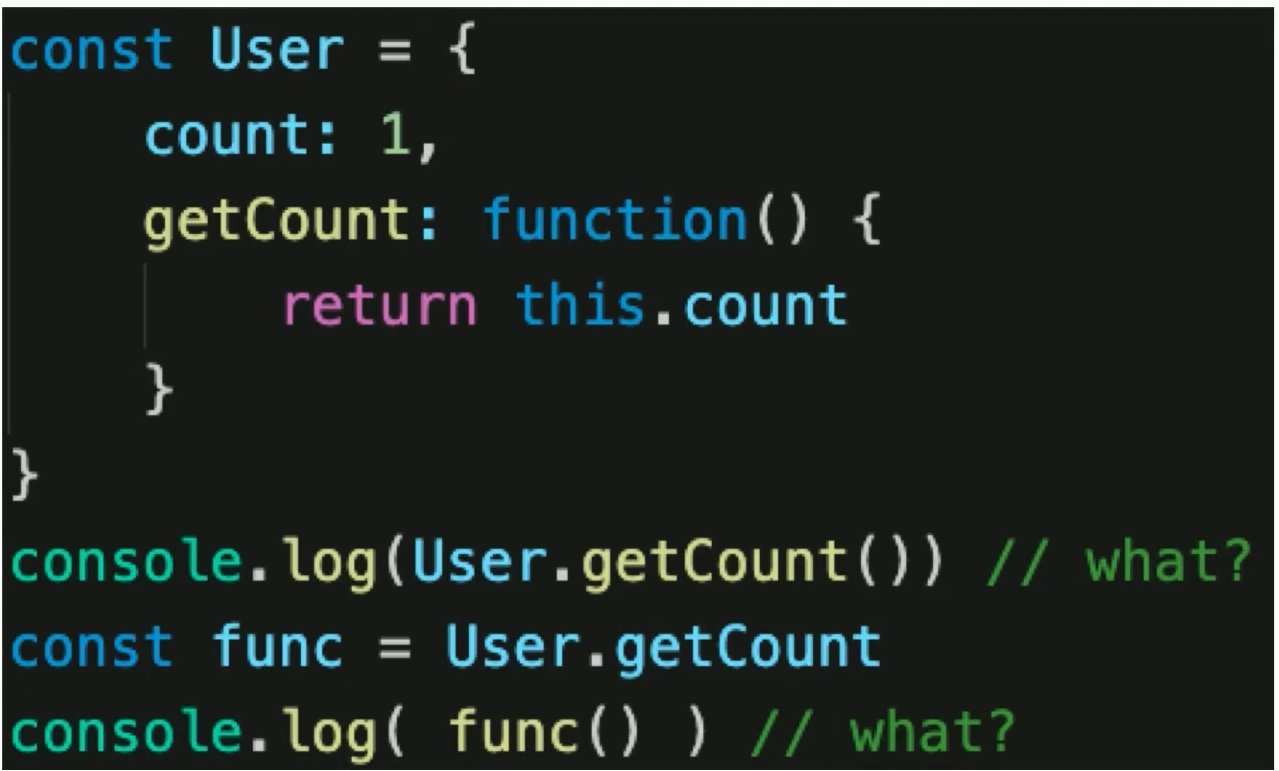 const User = {
    count: 1,
    getCount: function() {
        return this.count
    }
}
console.log(User.getCount()) // what?
const func = User.getCount
console.log( func() ) // what?